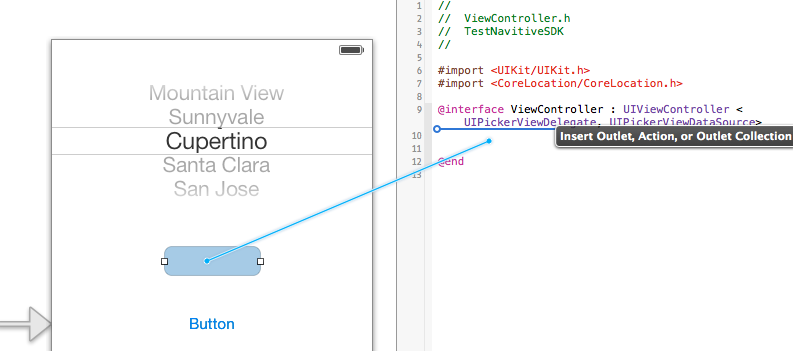 Mountain View
Sunnyvale
Cupertino
Santa Clara
San Jose
Button
1 //
2 // ViewController.h
3 // TestNavitiveSDK
4 //
5
6 #import <UIKit/UIKit.h>
7 #import <CoreLocation/CoreLocation.h>
8
9 @interface ViewController : UIViewController <
UIPickerViewDelegate, UIPickerViewDataSource>
10
Insert Outlet, Action, or Outlet Collection
11
12 @end
13